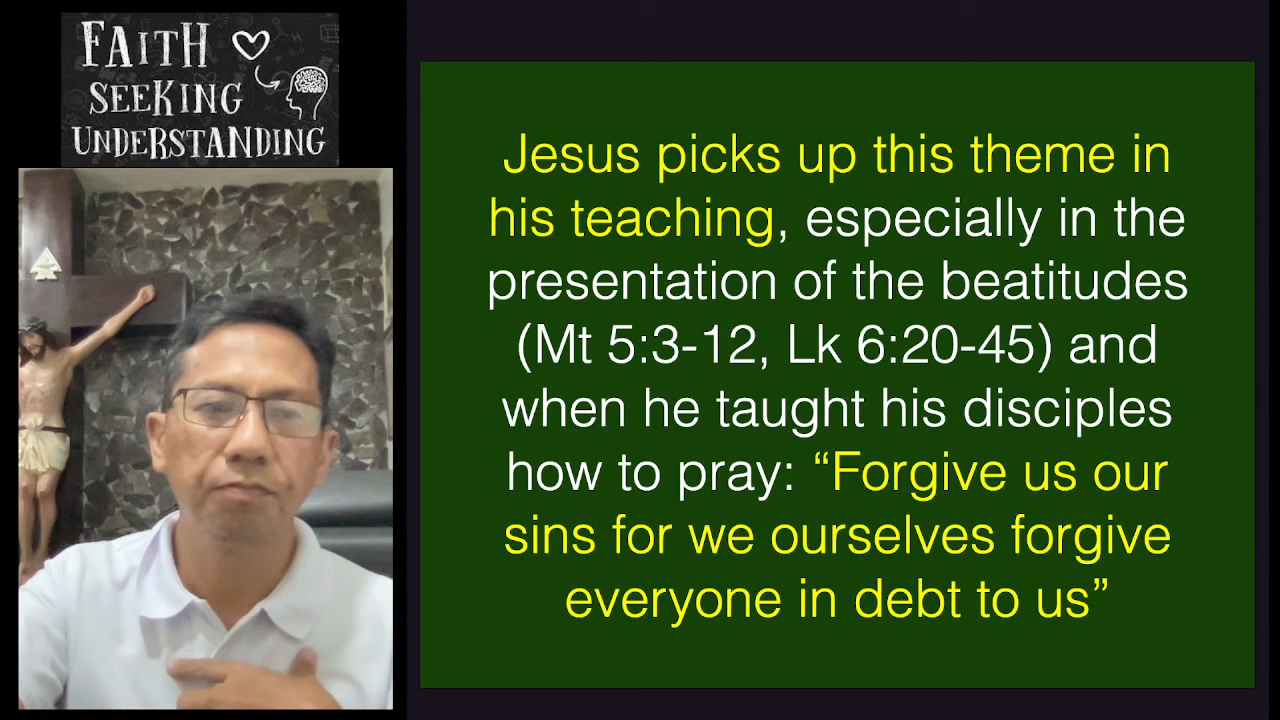 FAITH
SEEKING
UNDERSTANDING
Jesus picks up this theme in
his teaching, especially in the
presentation of the beatitudes
(Mt 5:3-12, Lk 6:20-45) and
when he taught his disciples
how to pray: “Forgive us our
sins for we ourselves forgive
everyone in debt to us”